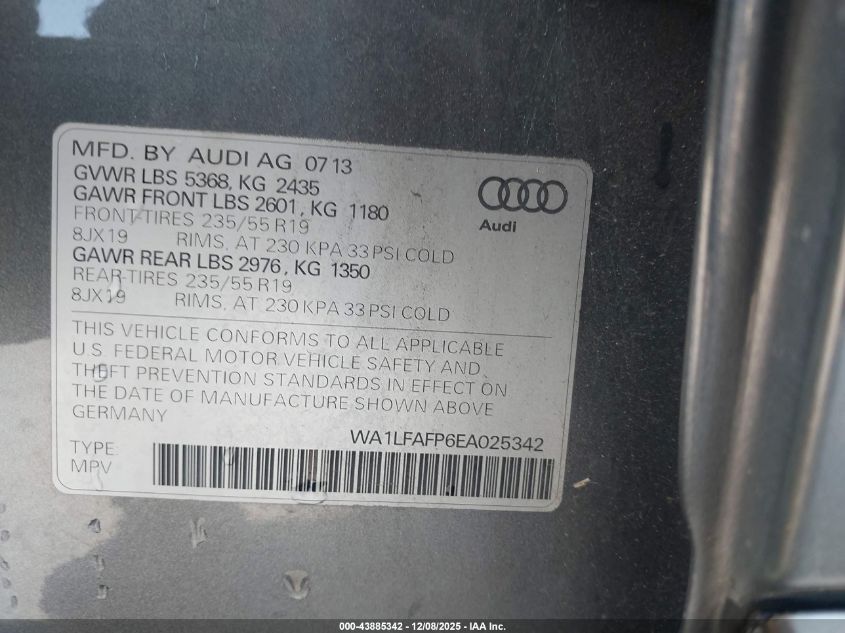 MFD. BY AUDI AG 0713
GVWR LBS 5368, KG 2435
GAWR FRONT LBS 2601, KG 1180
FRONT-TIRES 235/55 R19
8JX19 RIMS, AT 230 KPA 33 PSI COLD
GAWR REAR LBS 2976, KG 1350
REAR-TIRES 235/55 R19
8JX19 RIMS, AT 230 KPA 33 PSI COLD
Audi
THIS VEHICLE CONFORMS TO ALL APPLICABLE
U.S. FEDERAL MOTOR VEHICLE SAFETY AND
THEFT PREVENTION STANDARDS IN EFFECT ON
THE DATE OF MANUFACTURE SHOWN ABOVE
GERMANY
WA1LFAFP6EA025342
TYPE:
MPV
000-43885342 - 12/08/2025 - IAA Inc.